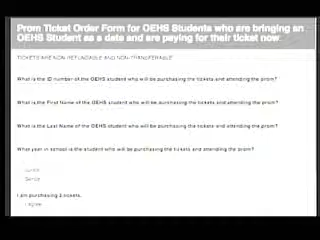 Prom Ticket Order Form for OEHS Students who are bringing an
OEHS Student as a date and are paying for their ticket now
TICKETS ARE NON-REFUNDABLE AND NON-TRANSFERABLE
What is the ID number of the OEHS student who will be purchasing the tickets and attending the prom?
What is the First Name of the OEHS student who will be purchasing the tickets and attending the prom?
What is the Last Name of the OEHS student who will be purchasing the tickets and attending the prom?
What year in school is the student who will be purchasing the tickets and attending the prom?
Junior
Senior
I am purchasing 2 tickets.
I agree